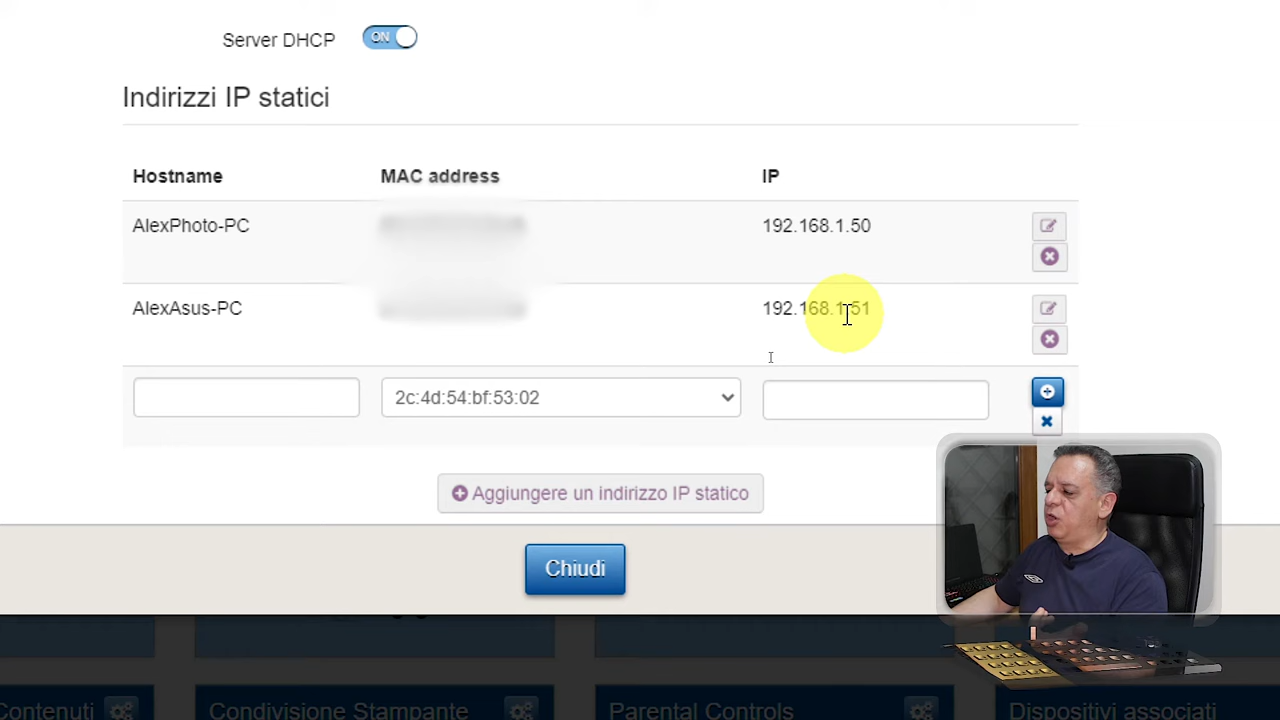 Server DHCP ON
Indirizzi IP statici
Hostname MAC address IP
AlexPhoto-PC 192.168.1.50
AlexAsus-PC 192.168.1.51
2c:4d:54:bf:53:02
Aggiungere un indirizzo IP statico
Chiudi
Contenuti Condivisione Stampante Parental Controls Dispositivi associati